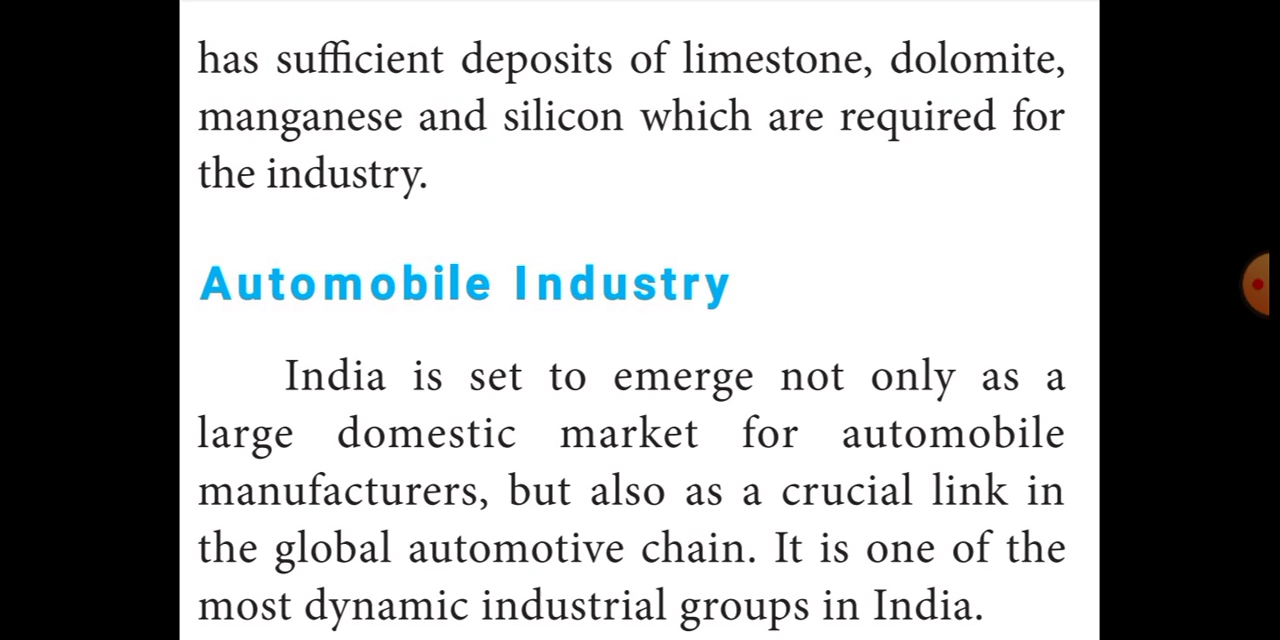 has sufficient deposits of limestone, dolomite,
manganese and silicon which are required for
the industry.
Automobile Industry
India is set to emerge not only as a
large domestic market for automobile
manufacturers, but also as a crucial link in
the global automotive chain. It is one of the
most dynamic industrial groups in India.